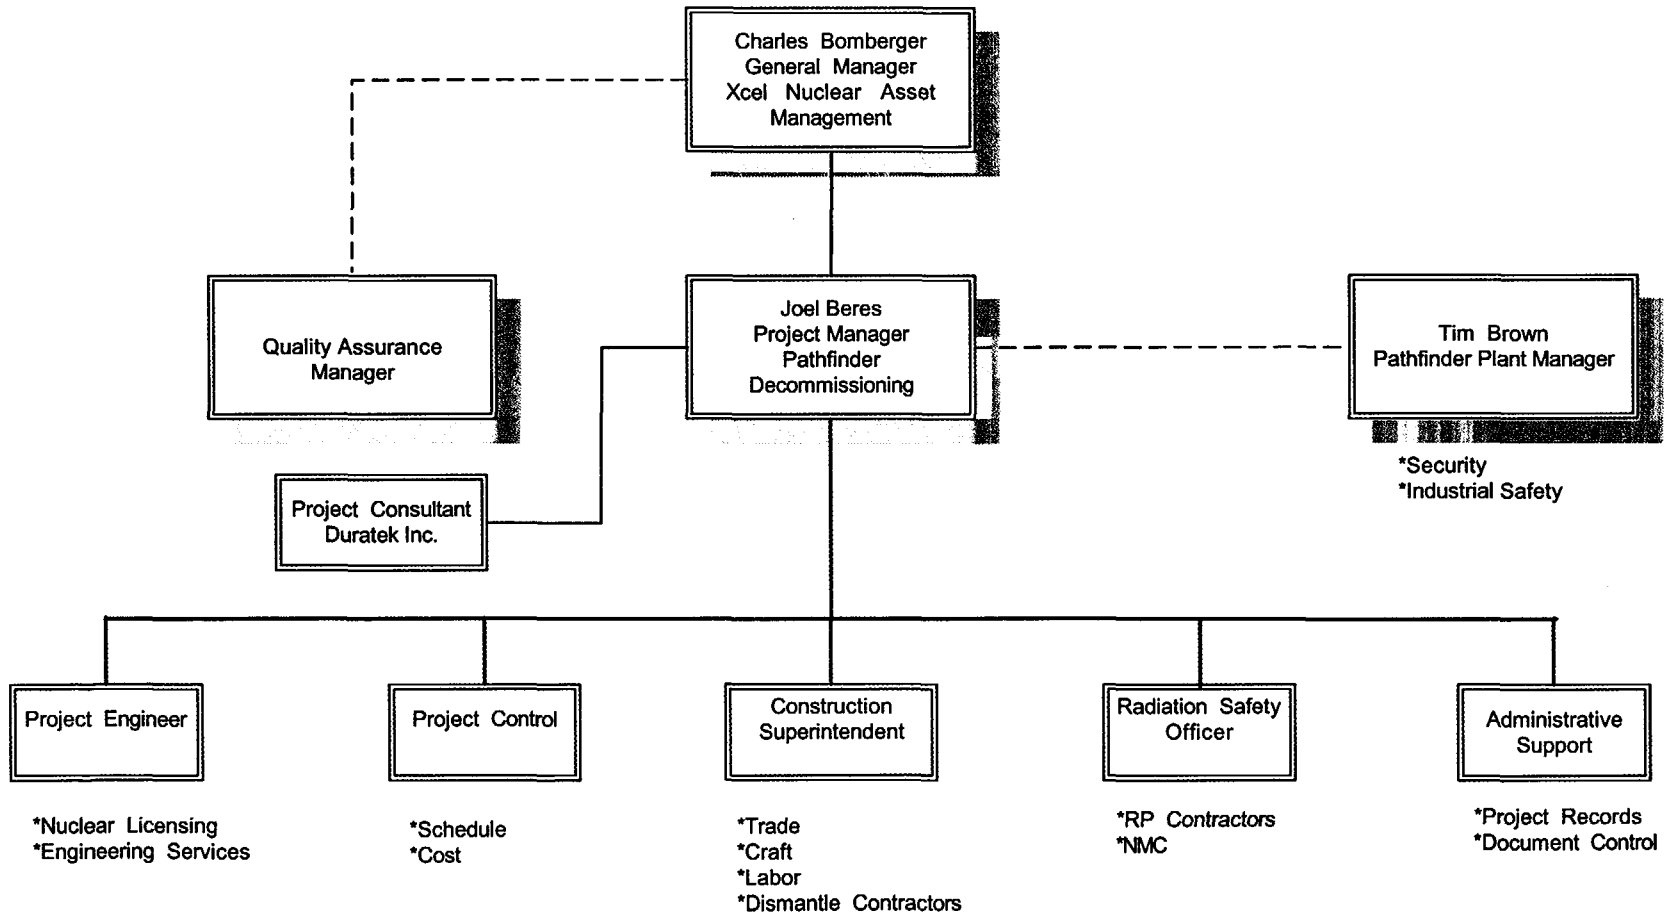 Charles Bomberger
General Manager
Xcel Nuclear Asset
Management
Quality Assurance
Manager
Joel Beres
Project Manager
Pathfinder
Decommissioning
Tim Brown
Pathfinder Plant Manager
*Security
*Industrial Safety
Project Consultant
Duratek Inc.
Project Engineer
*Nuclear Licensing
*Engineering Services
Project Control
*Schedule
*Cost
Construction
Superintendent
*Trade
*Craft
*Labor
*Dismantle Contractors
Radiation Safety
Officer
*RP Contractors
*NMC
Administrative
Support
*Project Records
*Document Control